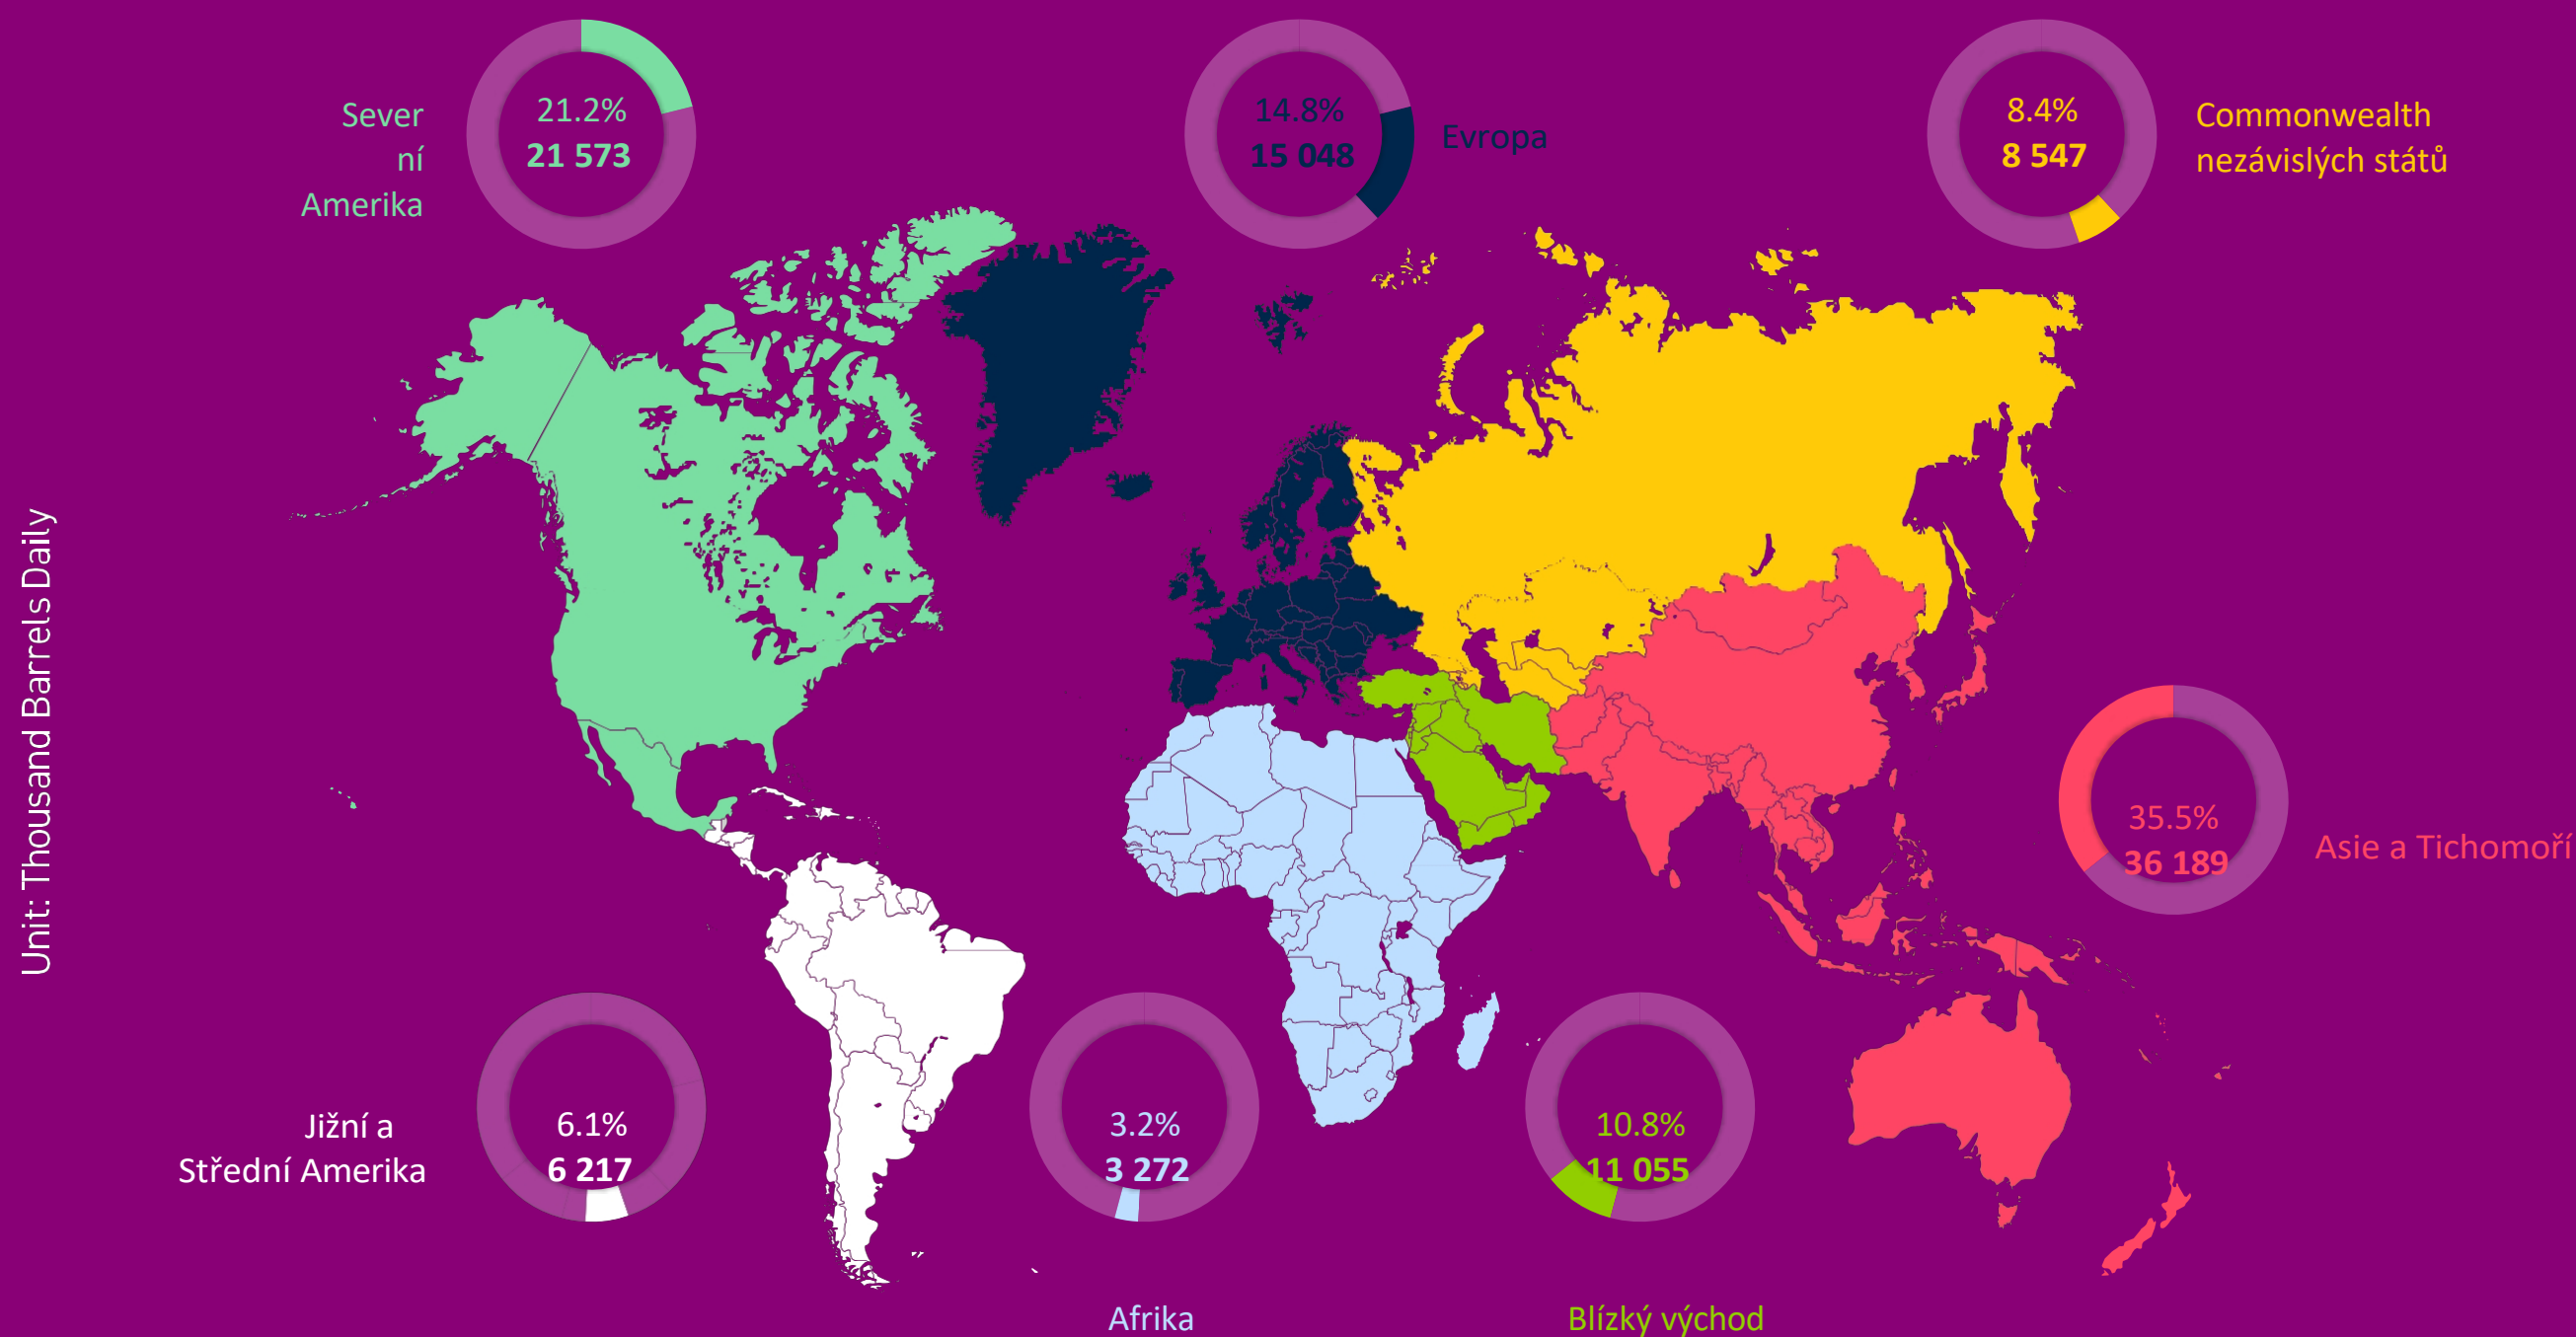 Sever
ní
Amerika
21.2%
21 573
14.8%
15 048
Evropa
8.4%
8 547
Commonwealth
nezávislých států
Unit: Thousand Barrels Daily
35.5%
36 189
Asie a Tichomoří
Jižní a
Střední Amerika
6.1%
6 217
3.2%
3 272
10.8%
11 055
Afrika
Blízký východ